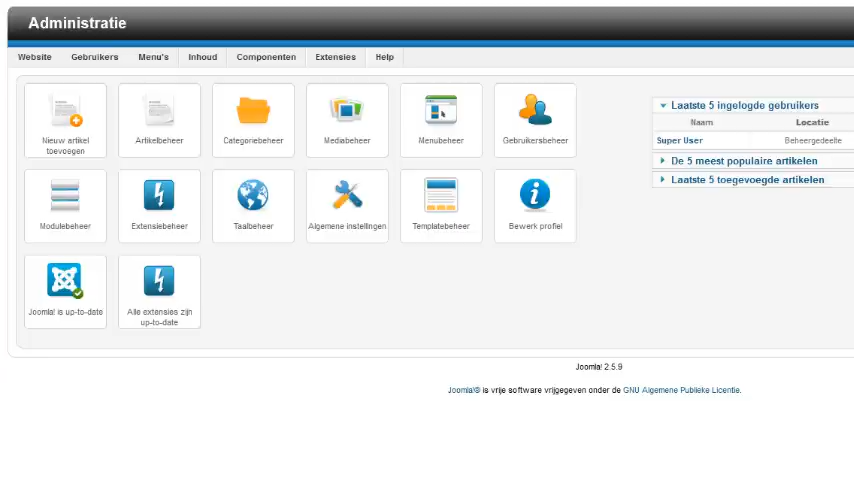 Administratie
Website Gebruikers Menu's Inhoud Componenten Extensies Help
Nieuw artikel
toevoegen
Artikelbeheer
Categoriebeheer
Mediabeheer
Menubeheer
Gebruikersbeheer
Modulebeheer
Extensiebeheer
Taalbeheer
Algemene instellingen
Templatebeheer
Bewerk profiel
Joomla! is up-to-date
Alle extensies zijn
up-to-date
Laatste 5 ingelogde gebruikers
Naam Locatie
Super User Beheergedeelte
De 5 meest populaire artikelen
Laatste 5 toegevoegde artikelen
Joomla! 2.5.9
Joomla!® is vrije software vrijgegeven onder de GNU Algemene Publieke Licentie.